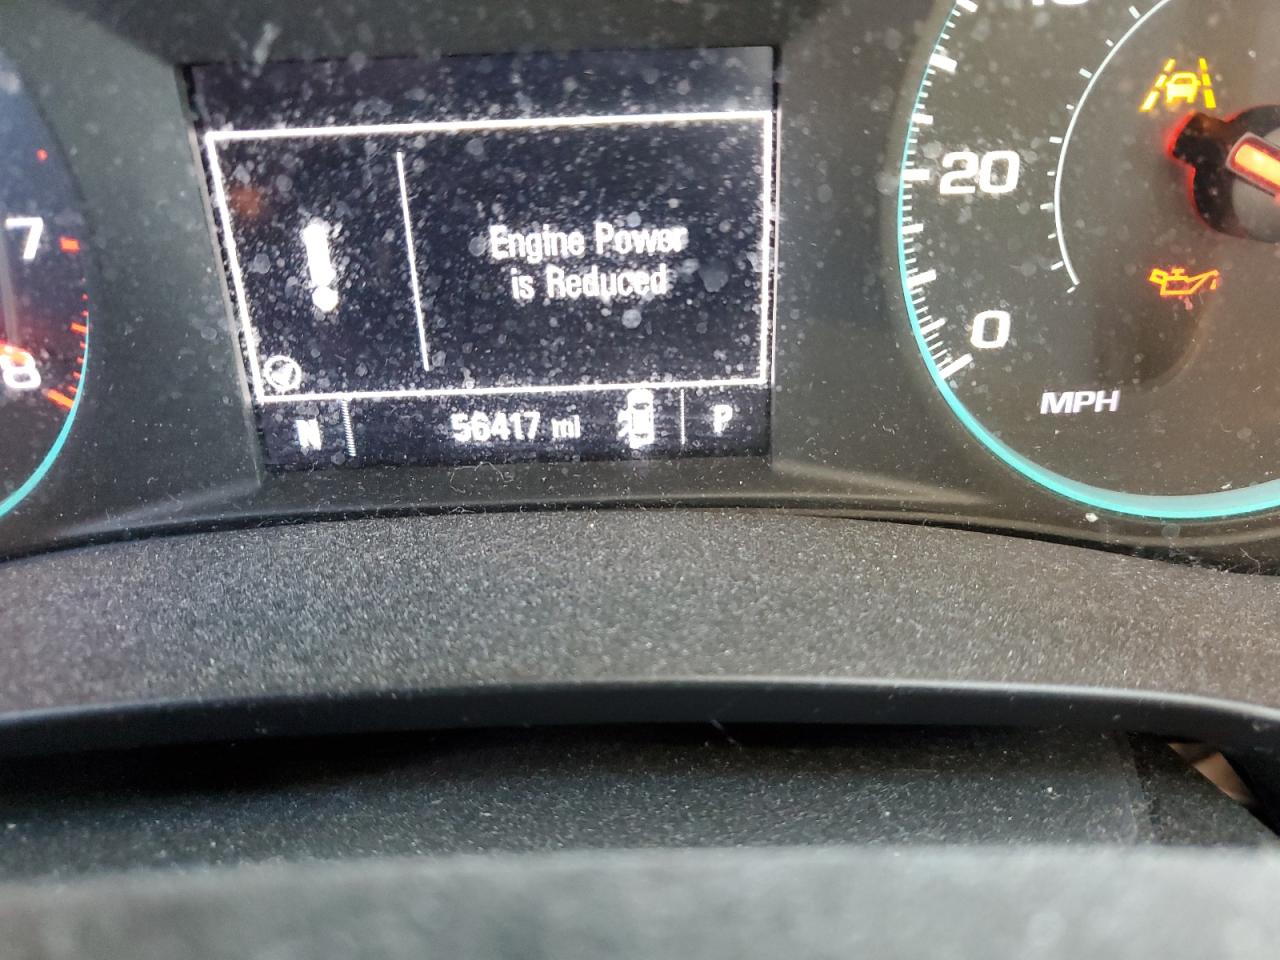 Engine Power
is Reduced
N
56417 mi
P
7
8
20
0
MPH